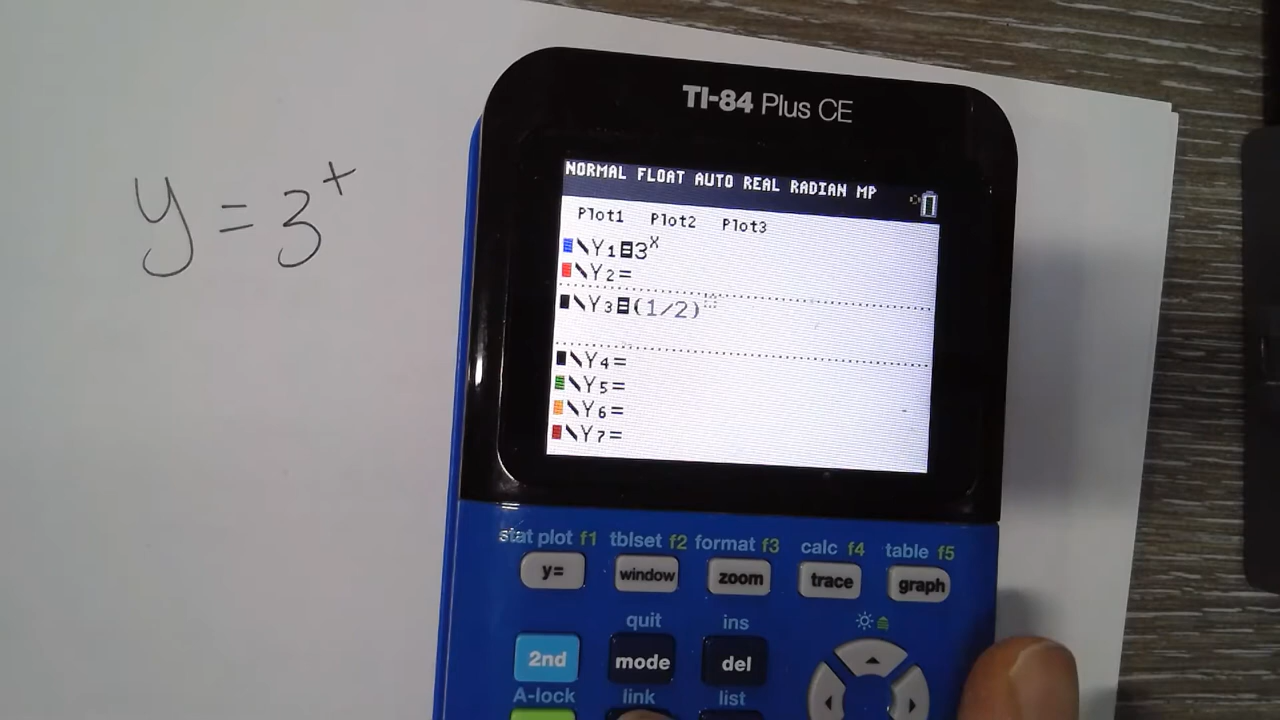 y = 3^x
TI-84 Plus CE
NORMAL FLOAT AUTO REAL RADIAN MP
Plot1 Plot2 Plot3
\Y1=3^x
\Y2=
\Y3=(1/2)
\Y4=
\Y5=
\Y6=
\Y7=
stat plot f1 tblset f2 format f3 calc f4 table f5
y= window zoom trace graph
quit ins
2nd mode del
A-lock link list